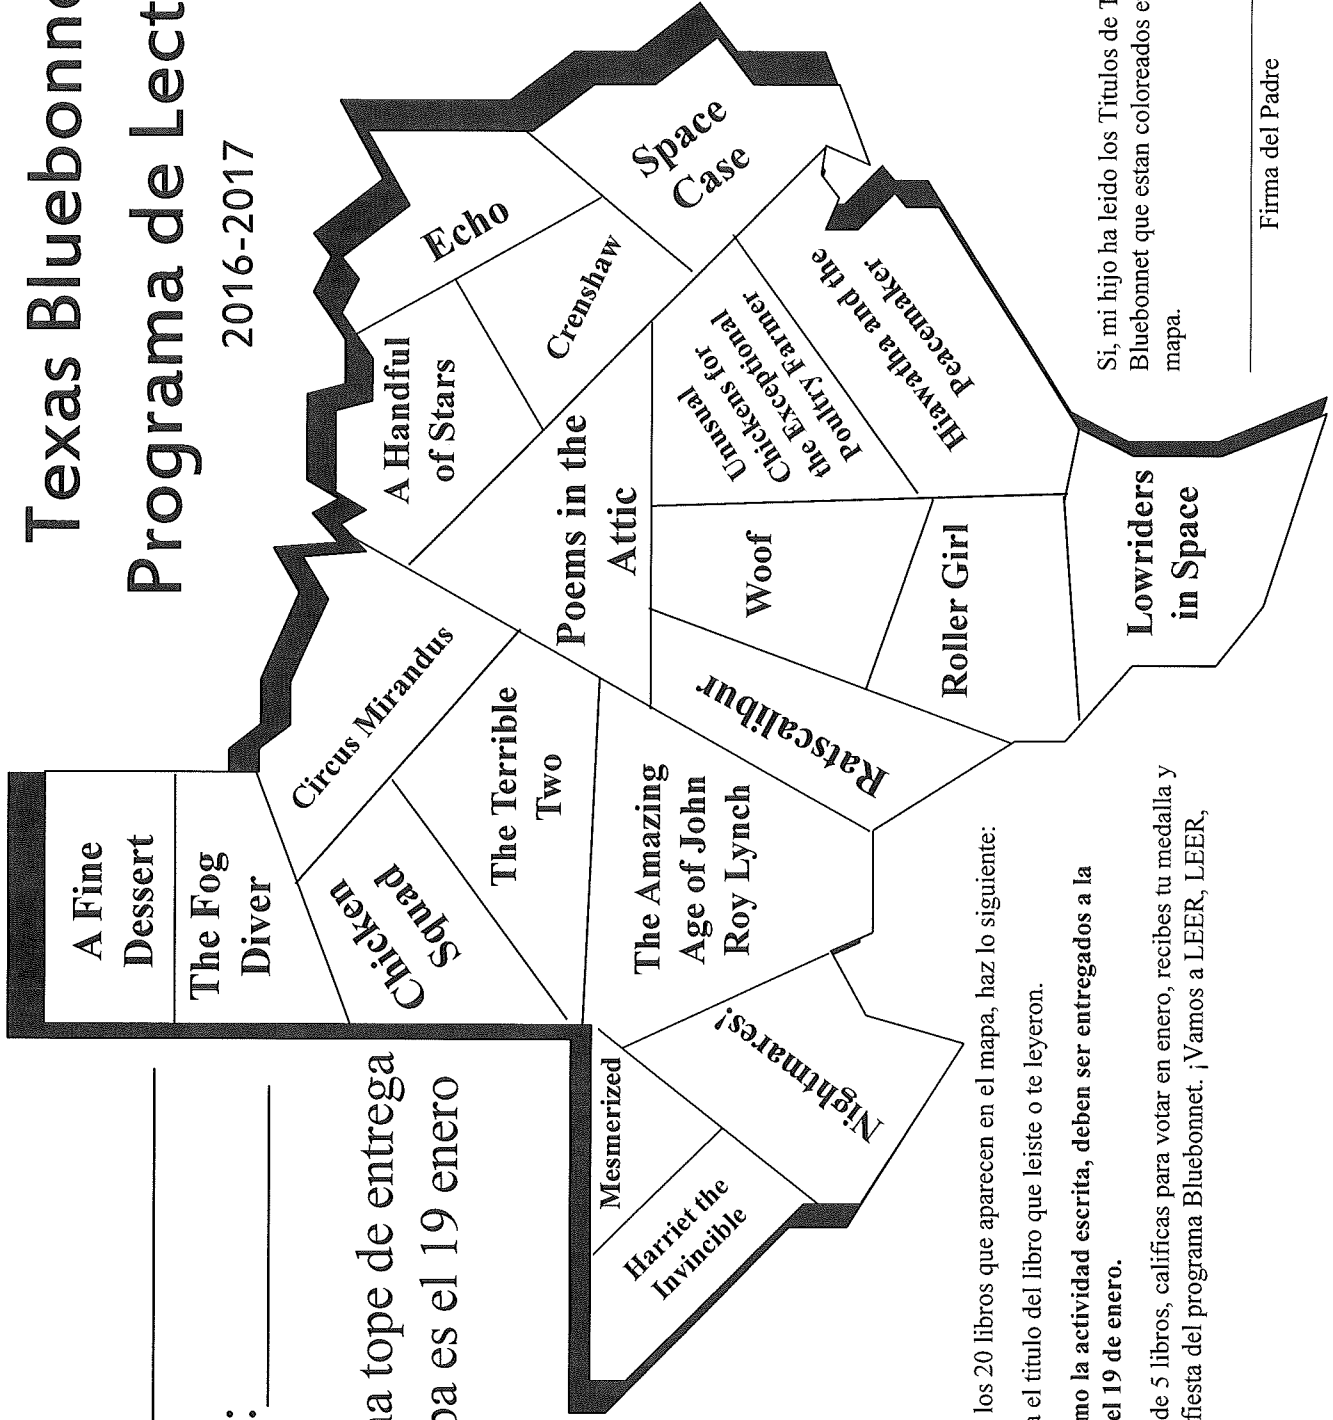 Texas Bluebonne
Programa de Lect
2016-2017
tope de entrega
es el 19 enero
A Fine
Dessert
The Fog
Diver
Circus Mirandus
Chicken
Squad
The Terrible
Two
The Amazing
Age of John
Roy Lynch
Mesmerized
Harriet the
Invincible
Nightmares!
A Handful
of Stars
Echo
Crenshaw
Space
Case
Poems in the
Attic
Unusual
Chickens for
the Exceptional
Poultry Farmer
Hiawatha and the
Peacemaker
Woof
Ratscalibur
Roller Girl
Lowriders
in Space
los 20 libros que aparecen en el mapa, haz lo siguiente:
el titulo del libro que leiste o te leyeron.
mo la actividad escrita, deben ser entregados a la
el 19 de enero.
de 5 libros, calificas para votar en enero, recibes tu medalla y
fiesta del programa Bluebonnet. ¡Vamos a LEER, LEER,
Si, mi hijo ha leido los Titulos de T
Bluebonnet que estan coloreados e
mapa.
Firma del Padre